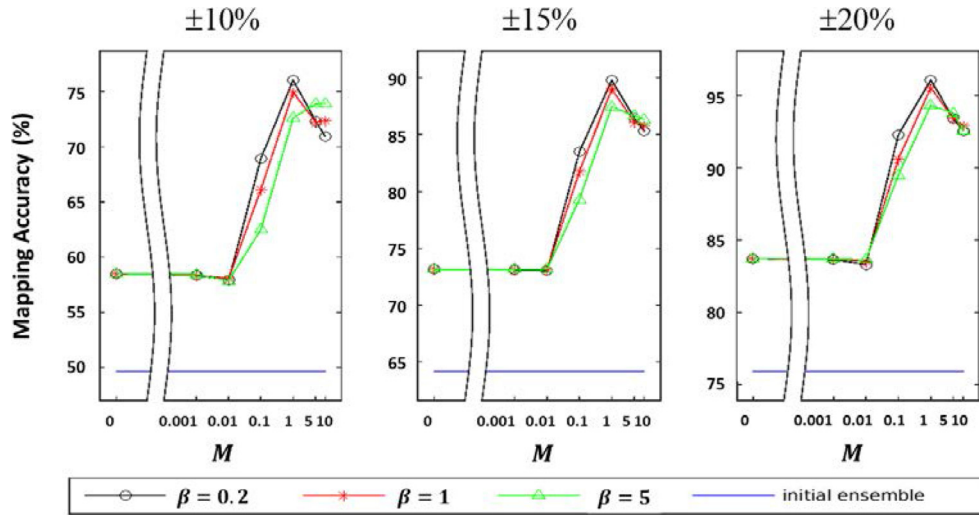 ±10% ±15% ±20%
Mapping Accuracy (%)
75 70 65 60 55 50
90 85 80 75 70 65
95 90 85 80 75
0 0.001 0.01 0.1 1 5 10
0 0.001 0.01 0.1 1 5 10
0 0.001 0.01 0.1 1 5 10
M M M
β = 0.2 β = 1 β = 5 initial ensemble